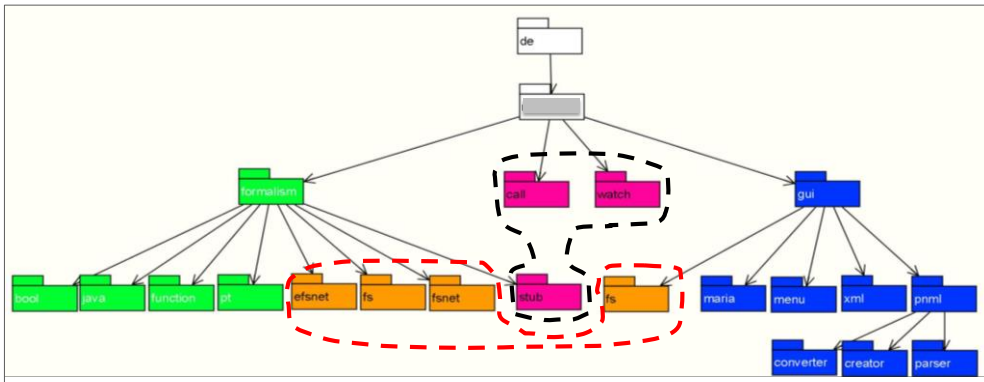 de
formalism
call
watch
gui
bool
java
function
pt
efsnet
fs
fsnet
stub
fs
maria
menu
xml
pnml
converter
creator
parser